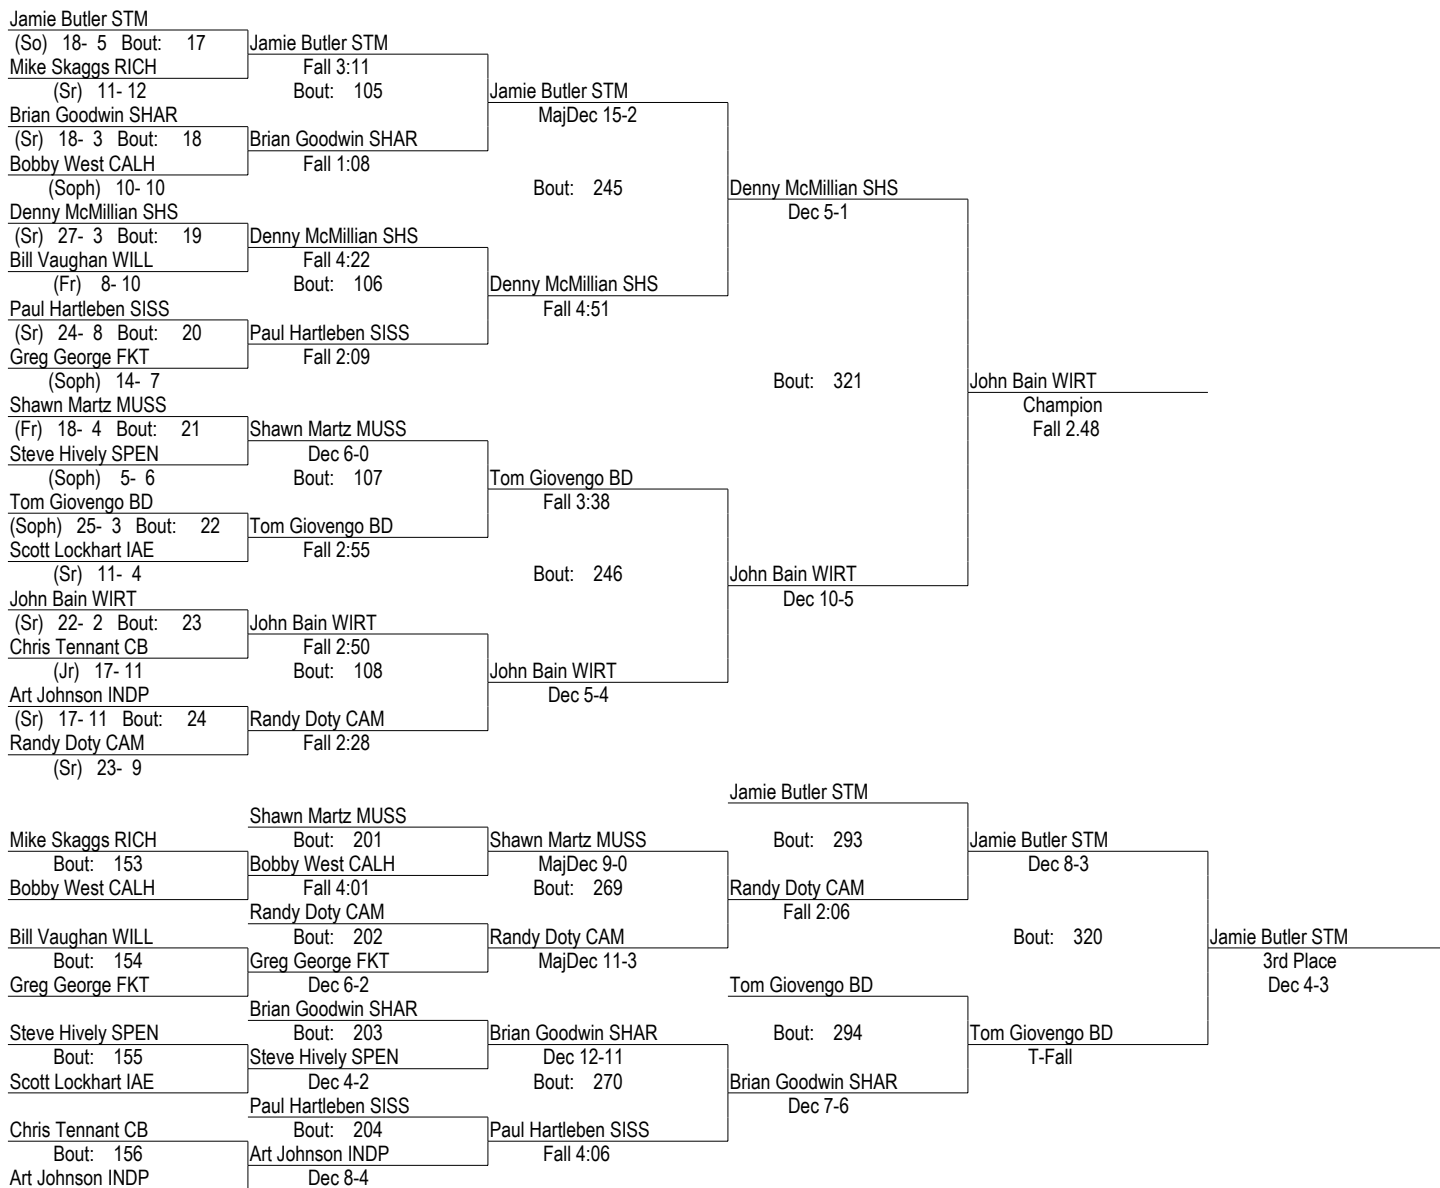 Jamie Butler STM
(So) 18- 5 Bout: 17 Jamie Butler STM
Mike Skaggs RICH Fall 3:11
(Sr) 11- 12 Bout: 105 Jamie Butler STM
Brian Goodwin SHAR MajDec 15-2
(Sr) 18- 3 Bout: 18 Brian Goodwin SHAR
Bobby West CALH Fall 1:08
(Soph) 10- 10 Bout: 245 Denny McMillian SHS
Denny McMillian SHS Dec 5-1
(Sr) 27- 3 Bout: 19 Denny McMillian SHS
Bill Vaughan WILL Fall 4:22
(Fr) 8- 10 Bout: 106 Denny McMillian SHS
Paul Hartleben SISS Fall 4:51
(Sr) 24- 8 Bout: 20 Paul Hartleben SISS
Greg George FKT Fall 2:09
(Soph) 14- 7 Bout: 321 John Bain WIRT
Shawn Martz MUSS Champion
(Fr) 18- 4 Bout: 21 Shawn Martz MUSS Fall 2.48
Steve Hively SPEN Dec 6-0
(Soph) 5- 6 Bout: 107 Tom Giovengo BD
Tom Giovengo BD Fall 3:38
(Soph) 25- 3 Bout: 22 Tom Giovengo BD
Scott Lockhart IAE Fall 2:55
(Sr) 11- 4 Bout: 246 John Bain WIRT
John Bain WIRT Dec 10-5
(Sr) 22- 2 Bout: 23 John Bain WIRT
Chris Tennant CB Fall 2:50
(Jr) 17- 11 Bout: 108 John Bain WIRT
Art Johnson INDP Dec 5-4
(Sr) 17- 11 Bout: 24 Randy Doty CAM
Randy Doty CAM Fall 2:28
(Sr) 23- 9
Jamie Butler STM
Shawn Martz MUSS
Mike Skaggs RICH Bout: 201 Shawn Martz MUSS Bout: 293 Jamie Butler STM
Bout: 153 Bobby West CALH MajDec 9-0 Dec 8-3
Bobby West CALH Fall 4:01 Bout: 269 Randy Doty CAM
Randy Doty CAM Fall 2:06
Bill Vaughan WILL Bout: 202 Randy Doty CAM Bout: 320 Jamie Butler STM
Bout: 154 Greg George FKT MajDec 11-3 3rd Place
Greg George FKT Dec 6-2 Tom Giovengo BD Dec 4-3
Brian Goodwin SHAR
Steve Hively SPEN Bout: 203 Brian Goodwin SHAR Bout: 294 Tom Giovengo BD
Bout: 155 Steve Hively SPEN Dec 12-11 T-Fall
Scott Lockhart IAE Dec 4-2 Bout: 270 Brian Goodwin SHAR
Paul Hartleben SISS Dec 7-6
Chris Tennant CB Bout: 204 Paul Hartleben SISS
Bout: 156 Art Johnson INDP Fall 4:06
Art Johnson INDP Dec 8-4